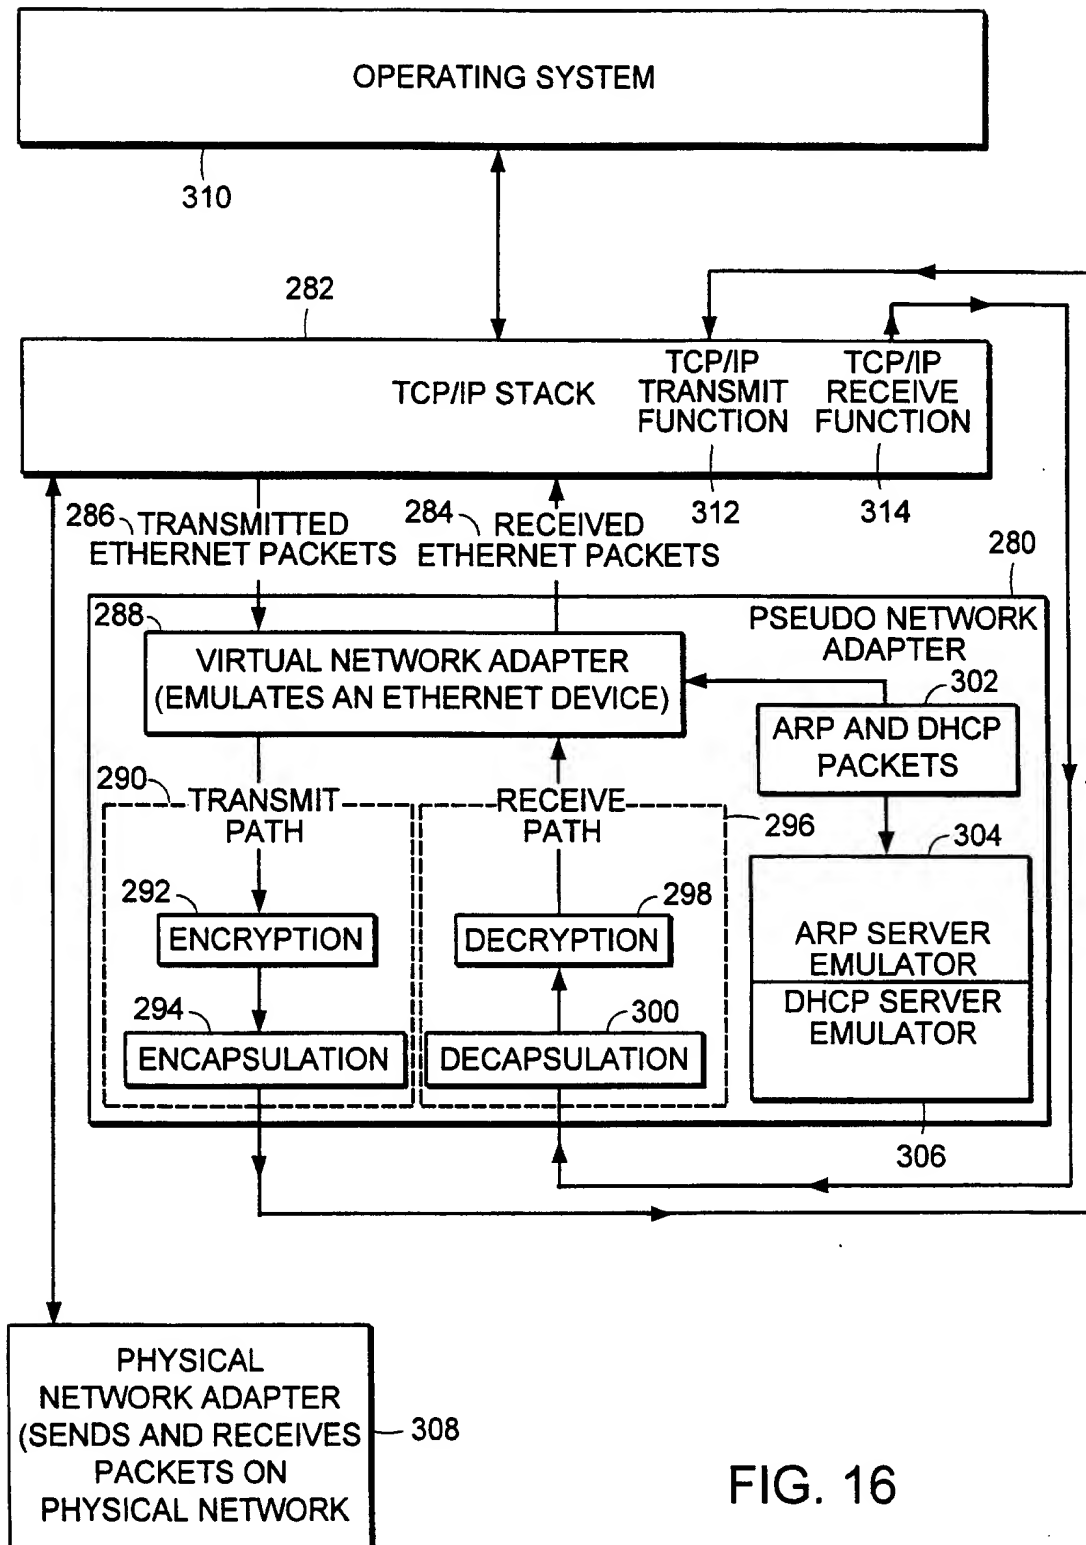 OPERATING SYSTEM
310
282
TCP/IP STACK
TCP/IP
TRANSMIT
FUNCTION
TCP/IP
RECEIVE
FUNCTION
312
314
286
TRANSMITTED
ETHERNET PACKETS
284
RECEIVED
ETHERNET PACKETS
280
288
PSEUDO NETWORK
ADAPTER
VIRTUAL NETWORK ADAPTER
(EMULATES AN ETHERNET DEVICE)
302
ARP AND DHCP
PACKETS
290
TRANSMIT
PATH
RECEIVE
PATH
296
304
292
ENCRYPTION
298
DECRYPTION
ARP SERVER
EMULATOR
DHCP SERVER
EMULATOR
294
ENCAPSULATION
300
DECAPSULATION
306
PHYSICAL
NETWORK ADAPTER
(SENDS AND RECEIVES
PACKETS ON
PHYSICAL NETWORK
308
FIG. 16